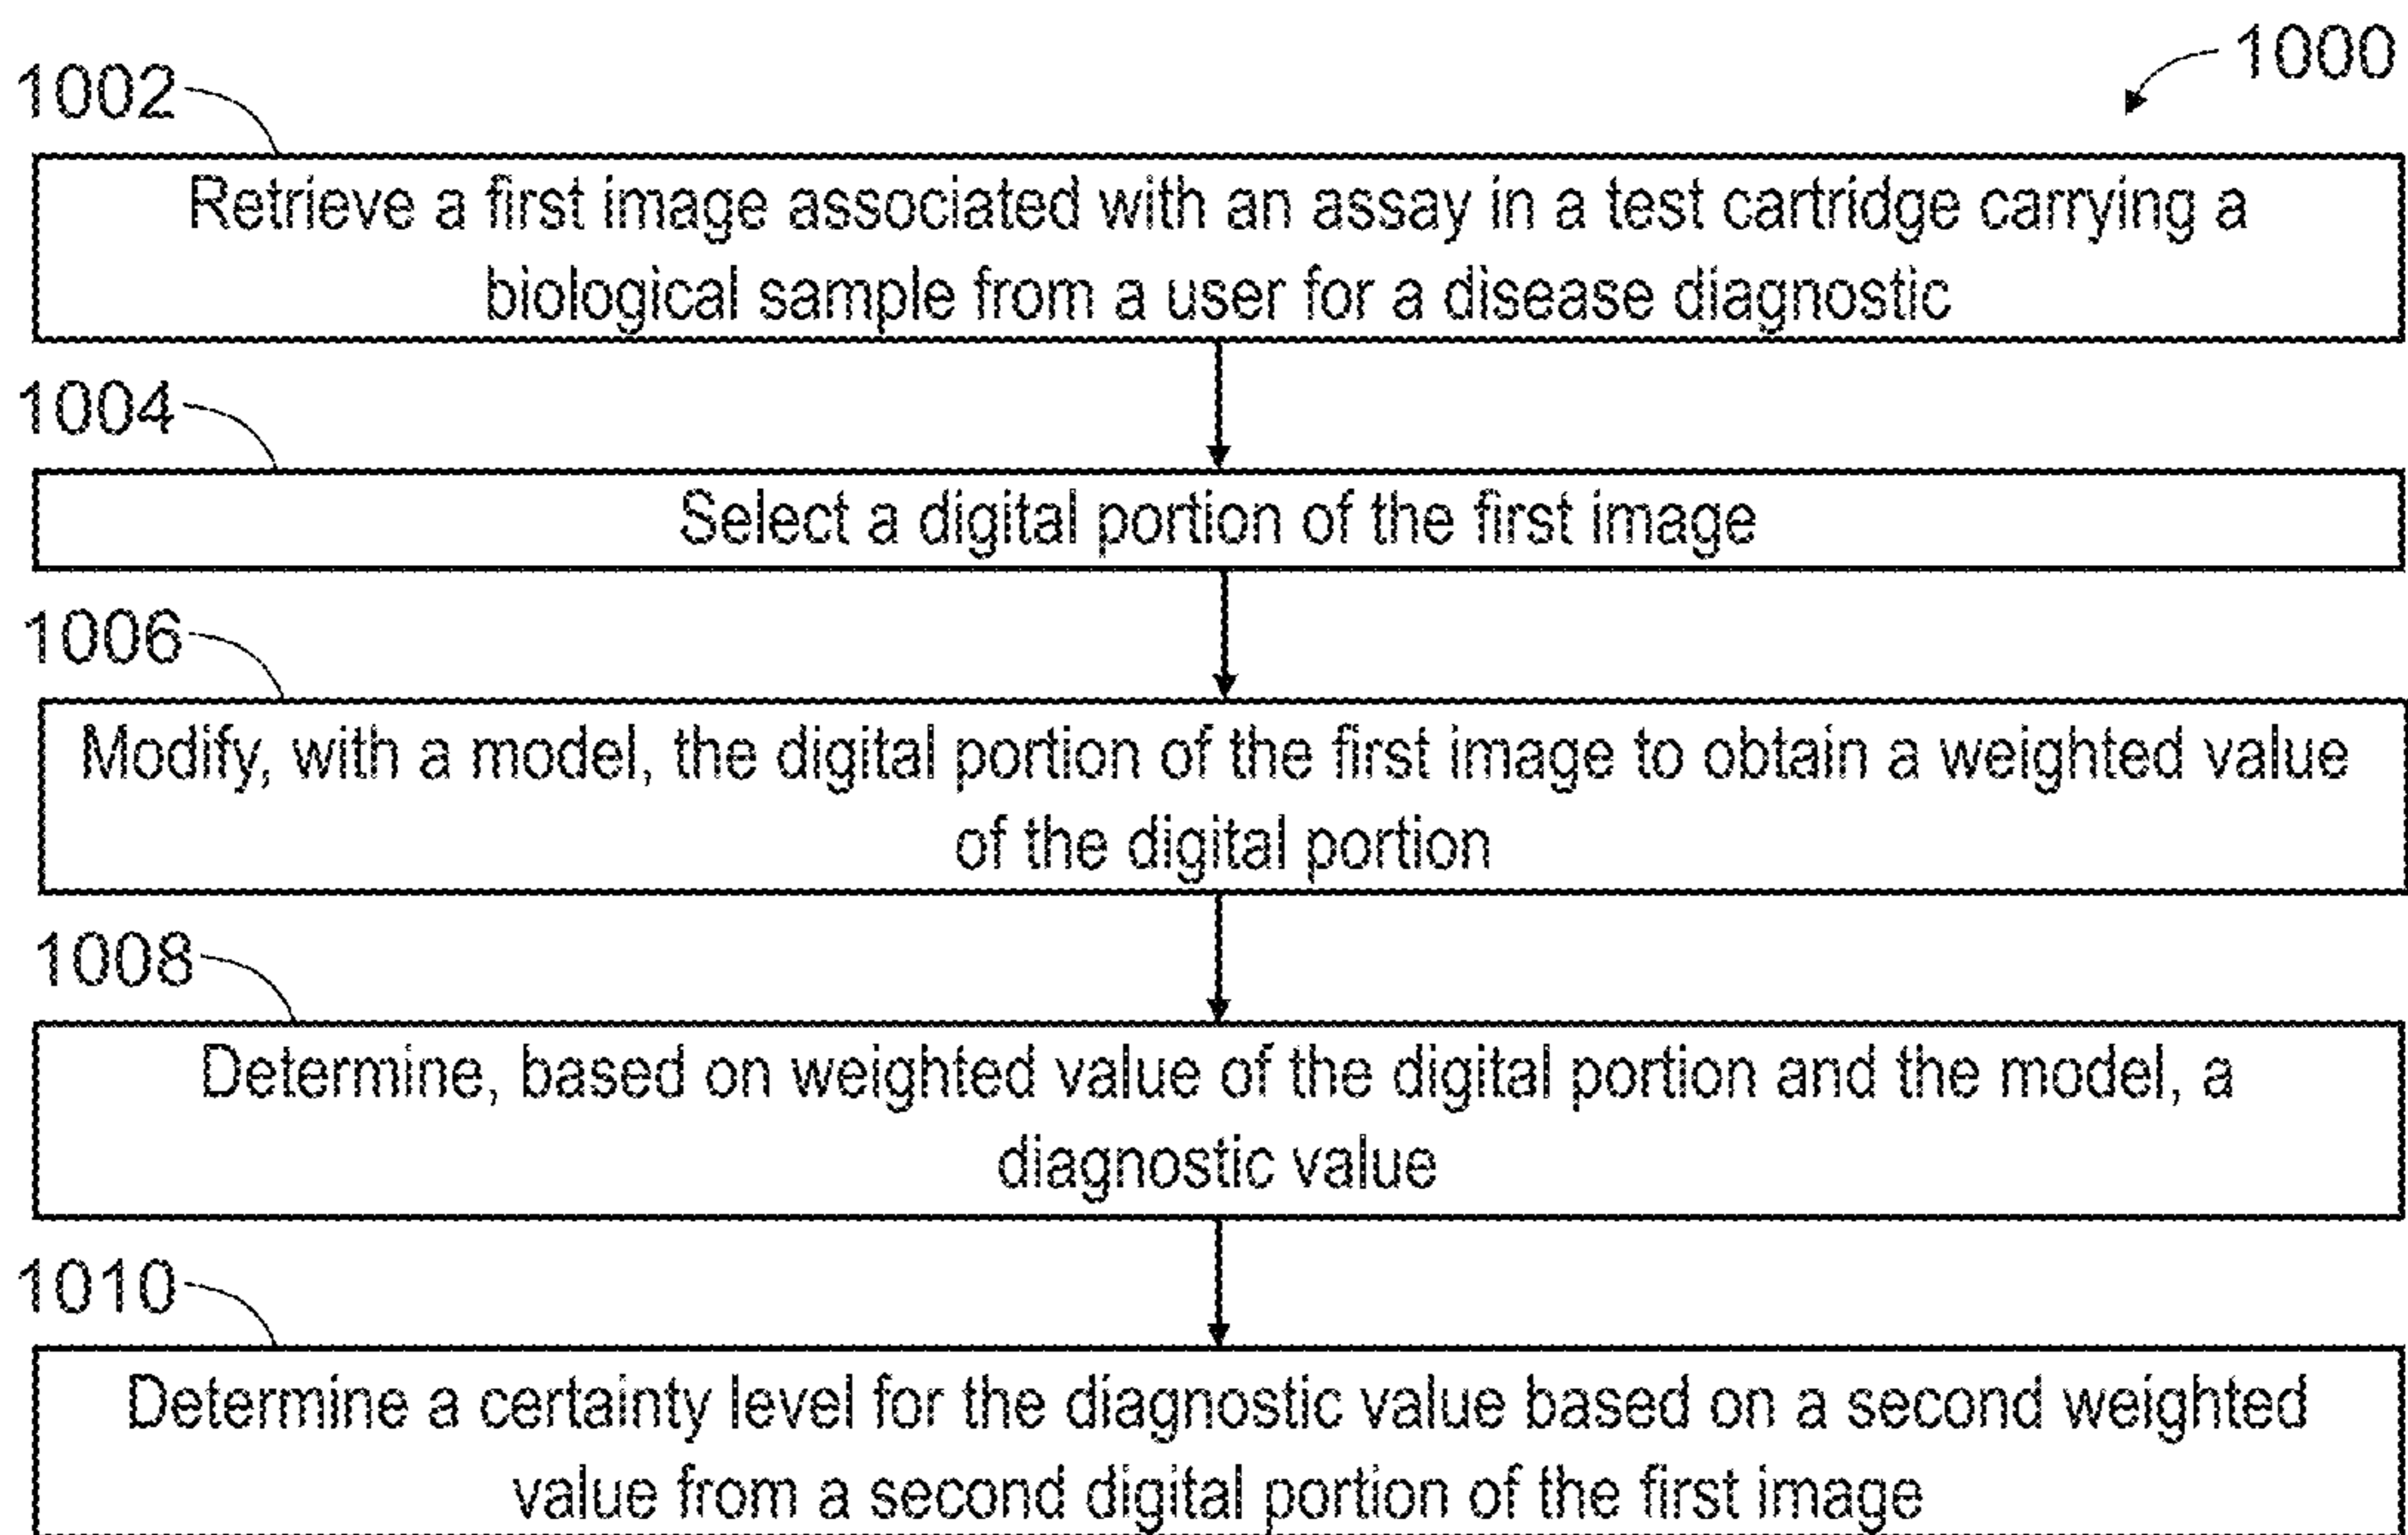 1000
1002
Retrieve a first image associated with an assay in a test cartridge carrying a
biological sample from a user for a disease diagnostic
1004
Select a digital portion of the first image
1006
Modify, with a model, the digital portion of the first image to obtain a weighted value
of the digital portion
1008
Determine, based on weighted value of the digital portion and the model, a
diagnostic value
1010
Determine a certainty level for the diagnostic value based on a second weighted
value from a second digital portion of the first image